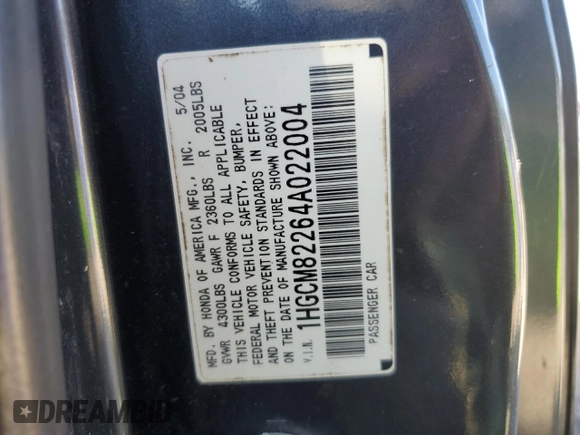 MFD. BY HONDA OF AMERICA MFG., INC. 5/04
GVWR 4300LBS GAWR F 2360LBS R 2005LBS
THIS VEHICLE CONFORMS TO ALL APPLICABLE
FEDERAL MOTOR VEHICLE SAFETY, BUMPER,
AND THEFT PREVENTION STANDARDS IN EFFECT
ON THE DATE OF MANUFACTURE SHOWN ABOVE:
V.I.N. 1HGCM82264A022004
PASSENGER CAR
DREAMBID